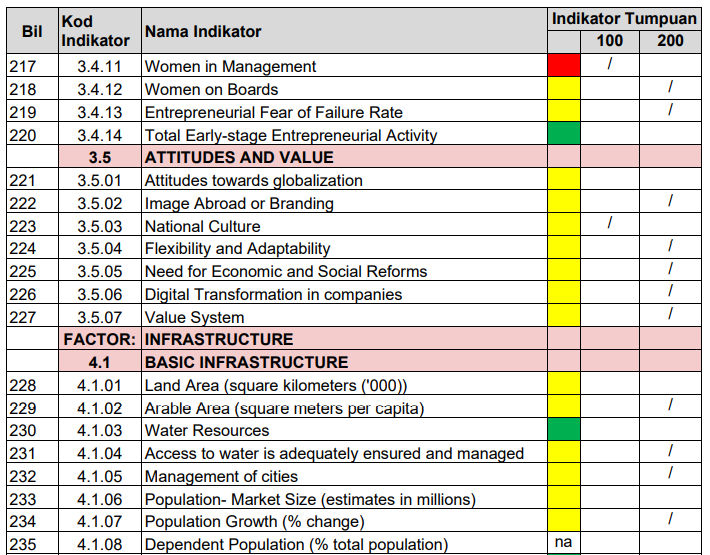 Bil Kod Indikator Nama Indikator Indikator Tumpuan
100 200
217 3.4.11 Women in Management /
218 3.4.12 Women on Boards /
219 3.4.13 Entrepreneurial Fear of Failure Rate /
220 3.4.14 Total Early-stage Entrepreneurial Activity
3.5 ATTITUDES AND VALUE
221 3.5.01 Attitudes towards globalization
222 3.5.02 Image Abroad or Branding /
223 3.5.03 National Culture /
224 3.5.04 Flexibility and Adaptability /
225 3.5.05 Need for Economic and Social Reforms /
226 3.5.06 Digital Transformation in companies /
227 3.5.07 Value System /
FACTOR: INFRASTRUCTURE
4.1 BASIC INFRASTRUCTURE
228 4.1.01 Land Area (square kilometers ('000))
229 4.1.02 Arable Area (square meters per capita) /
230 4.1.03 Water Resources
231 4.1.04 Access to water is adequately ensured and managed /
232 4.1.05 Management of cities /
233 4.1.06 Population- Market Size (estimates in millions)
234 4.1.07 Population Growth (% change) /
235 4.1.08 Dependent Population (% total population) na